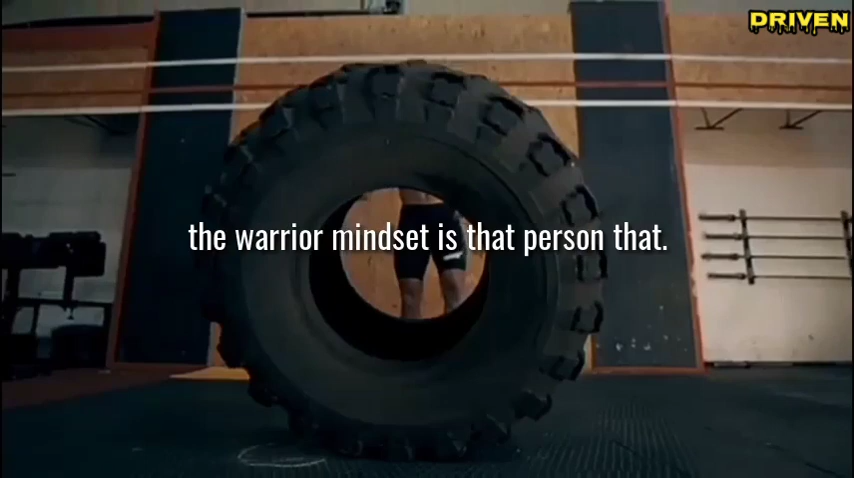 DRIVEN
the warrior mindset is that person that.